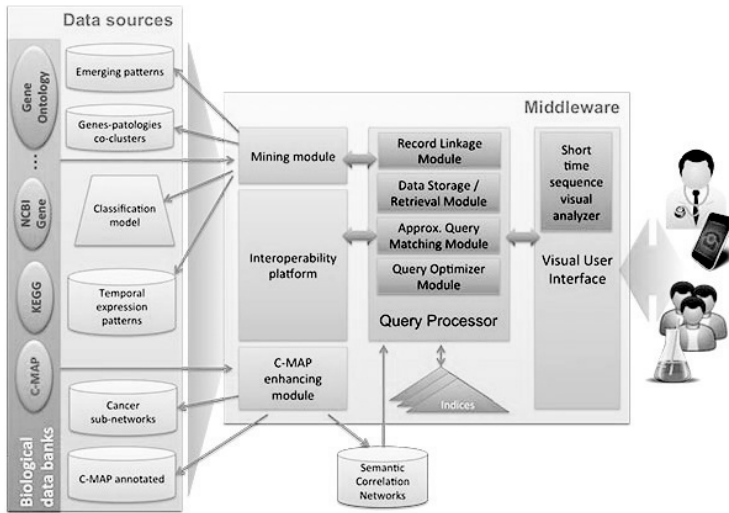 Data sources
Gene
Ontology
...
NCBI
Gene
KEGG
C-MAP
Biological
data banks
Emerging patterns
Genes-patologies
co-clusters
Classification
model
Temporal
expression
patterns
Cancer
sub-networks
C-MAP annotated
Middleware
Mining module
Interoperability
platform
C-MAP
enhancing
module
Record Linkage
Module
Data Storage /
Retrieval Module
Approx. Query
Matching Module
Query Optimizer
Module
Query Processor
Indices
Short
time
sequence
visual
analyzer
Visual User
Interface
Semantic
Correlation
Networks